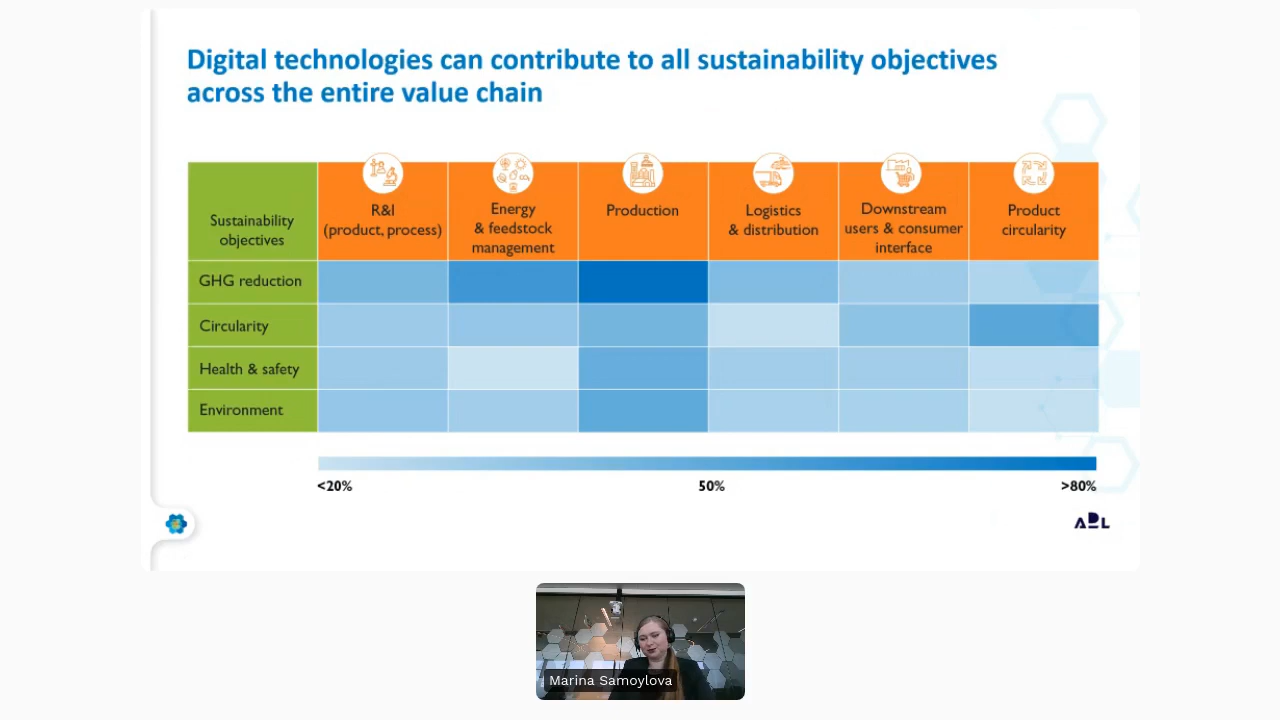 Digital technologies can contribute to all sustainability objectives
across the entire value chain
Sustainability
objectives
R&I
(product, process)
Energy
& feedstock
management
Production
Logistics
& distribution
Downstream
users & consumer
interface
Product
circularity
GHG reduction
Circularity
Health & safety
Environment
<20%
50%
>80%
ADL
Marina Samoylova